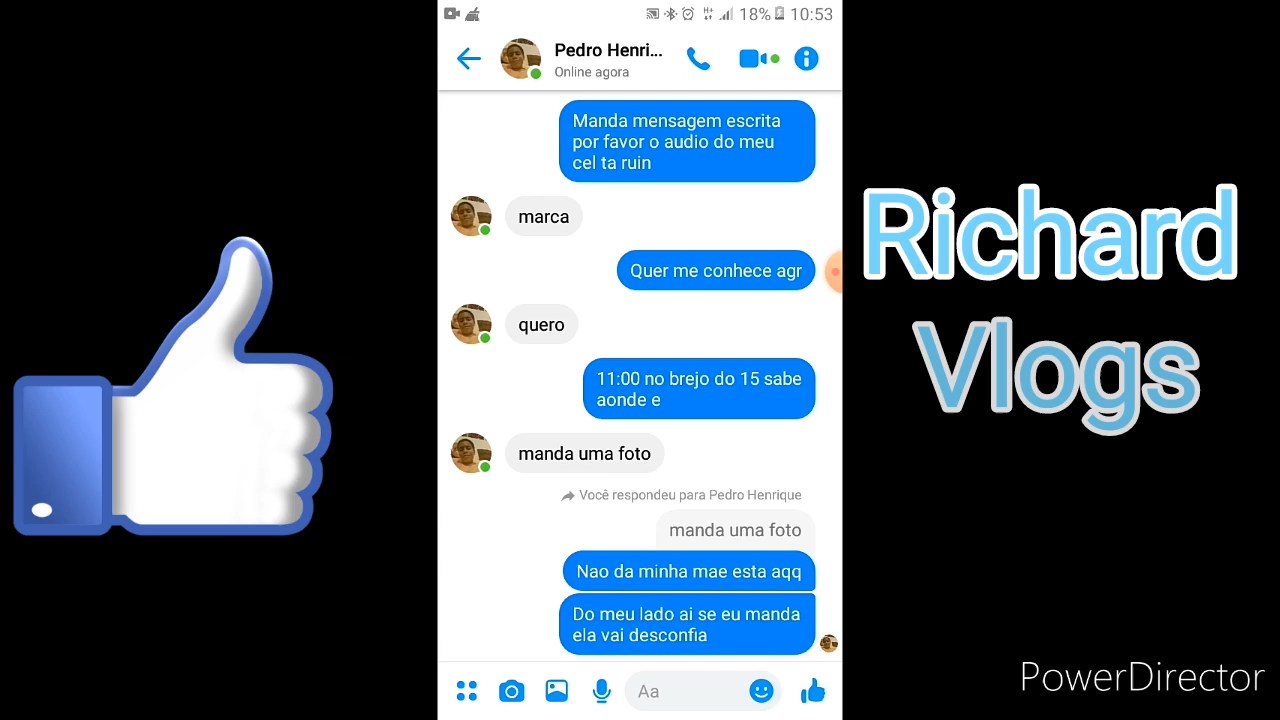 18% 10:53
Pedro Henri...
Online agora
Manda mensagem escrita
por favor o audio do meu
cel ta ruin
marca
Quer me conhece agr
quero
11:00 no brejo do 15 sabe
aonde e
manda uma foto
Você respondeu para Pedro Henrique
manda uma foto
Nao da minha mae esta aqq
Do meu lado ai se eu manda
ela vai desconfia
Aa
Richard
Vlogs
PowerDirector